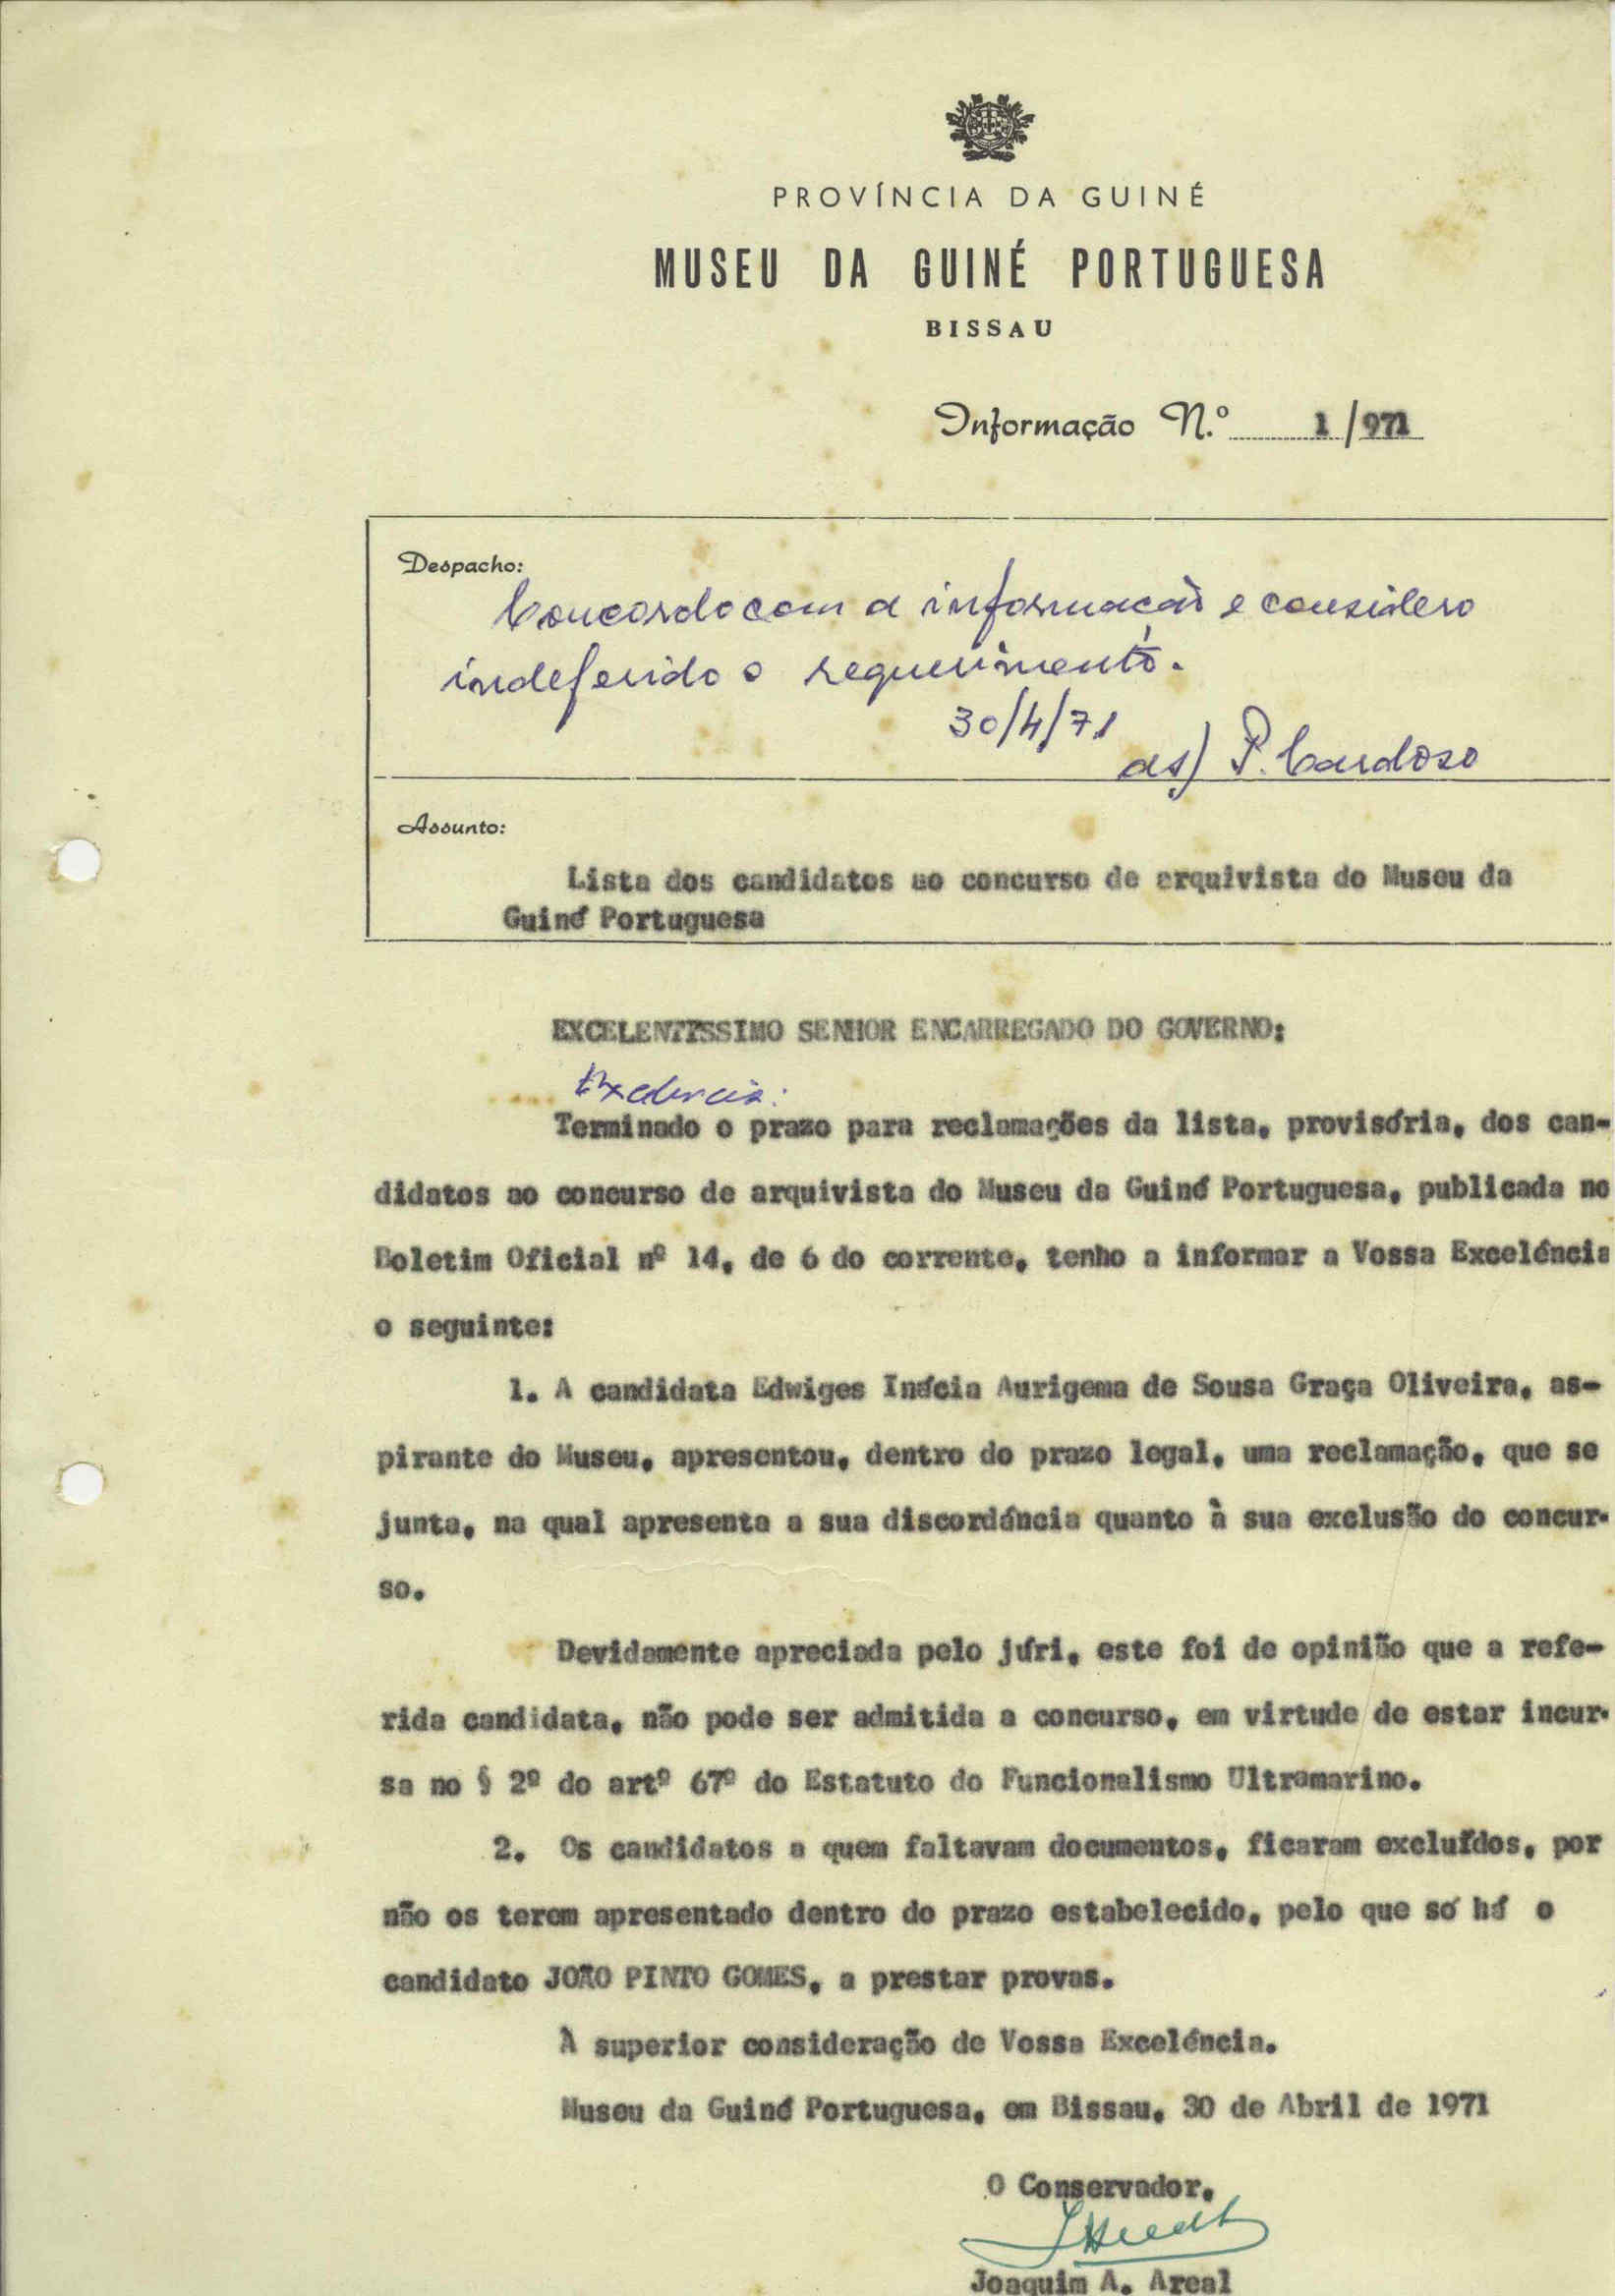 PROVÍNCIA DA GUINÉ
MUSEU DA GUINÉ PORTUGUESA
BISSAU
Informação N.º 1/971
Despacho:
Concordo com a informação e considero
indeferido o requerimento.
30/4/71
as) P. Cardoso
Assunto:
Lista dos candidatos ao concurso de arquivista do Museu da
Guiné Portuguesa
EXCELENTÍSSIMO SENHOR ENCARREGADO DO GOVERNO:
Excelência:
Terminado o prazo para reclamações da lista, provisória, dos can-
didatos ao concurso de arquivista do Museu da Guiné Portuguesa, publicada no
Boletim Oficial nº 14, de 6 do corrente, tenho a informar a Vossa Excelência
o seguinte:
1. A candidata Edwiges Inácia Aurigema de Sousa Graça Oliveira, as-
pirante do Museu, apresentou, dentro do prazo legal, uma reclamação, que se
junta, na qual apresenta a sua discordância quanto à sua exclusão do concur-
so.
Devidamente apreciada pelo júri, este foi de opinião que a refe-
rida candidata, não pode ser admitida a concurso, em virtude de estar incur-
sa no § 2º do artº 67º do Estatuto do Funcionalismo Ultramarino.
2. Os candidatos a quem faltavam documentos, ficaram excluídos, por
não os terem apresentado dentro do prazo estabelecido, pelo que só há o
candidato JOÃO PINTO GOMES, a prestar provas.
À superior consideração de Vossa Excelência.
Museu da Guiné Portuguesa, em Bissau, 30 de Abril de 1971
O Conservador,
Joaquim A. Areal